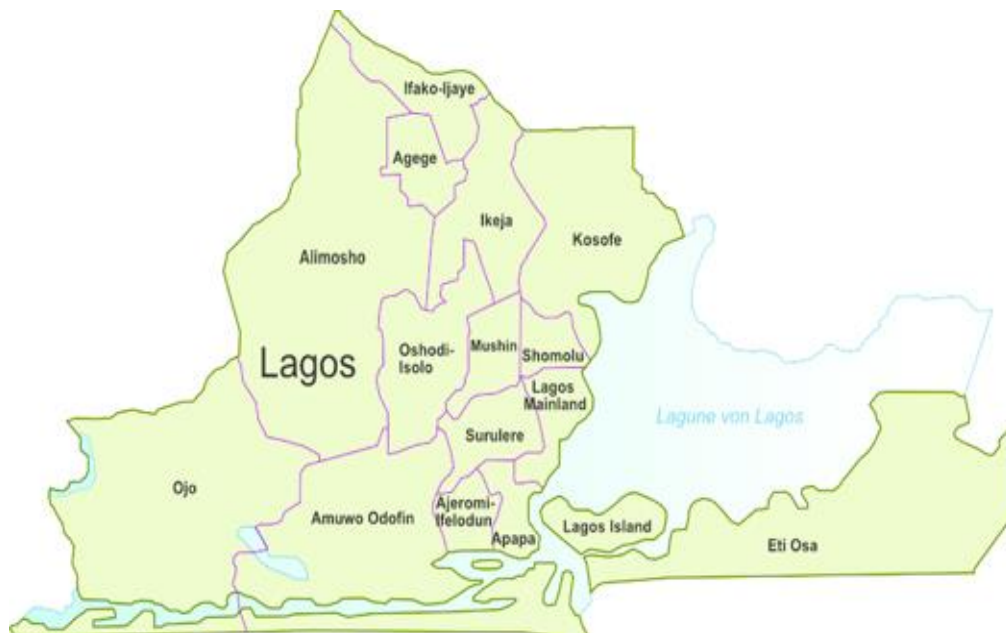 Ifako-Ijaye
Agege
Ikeja
Kosofe
Alimosho
Oshodi-
Isolo
Mushin
Shomolu
Lagos
Lagos
Mainland
Lagune von Lagos
Surulere
Ojo
Amuwo Odofin
Ajeromi-
Ifelodun
Apapa
Lagos Island
Eti Osa